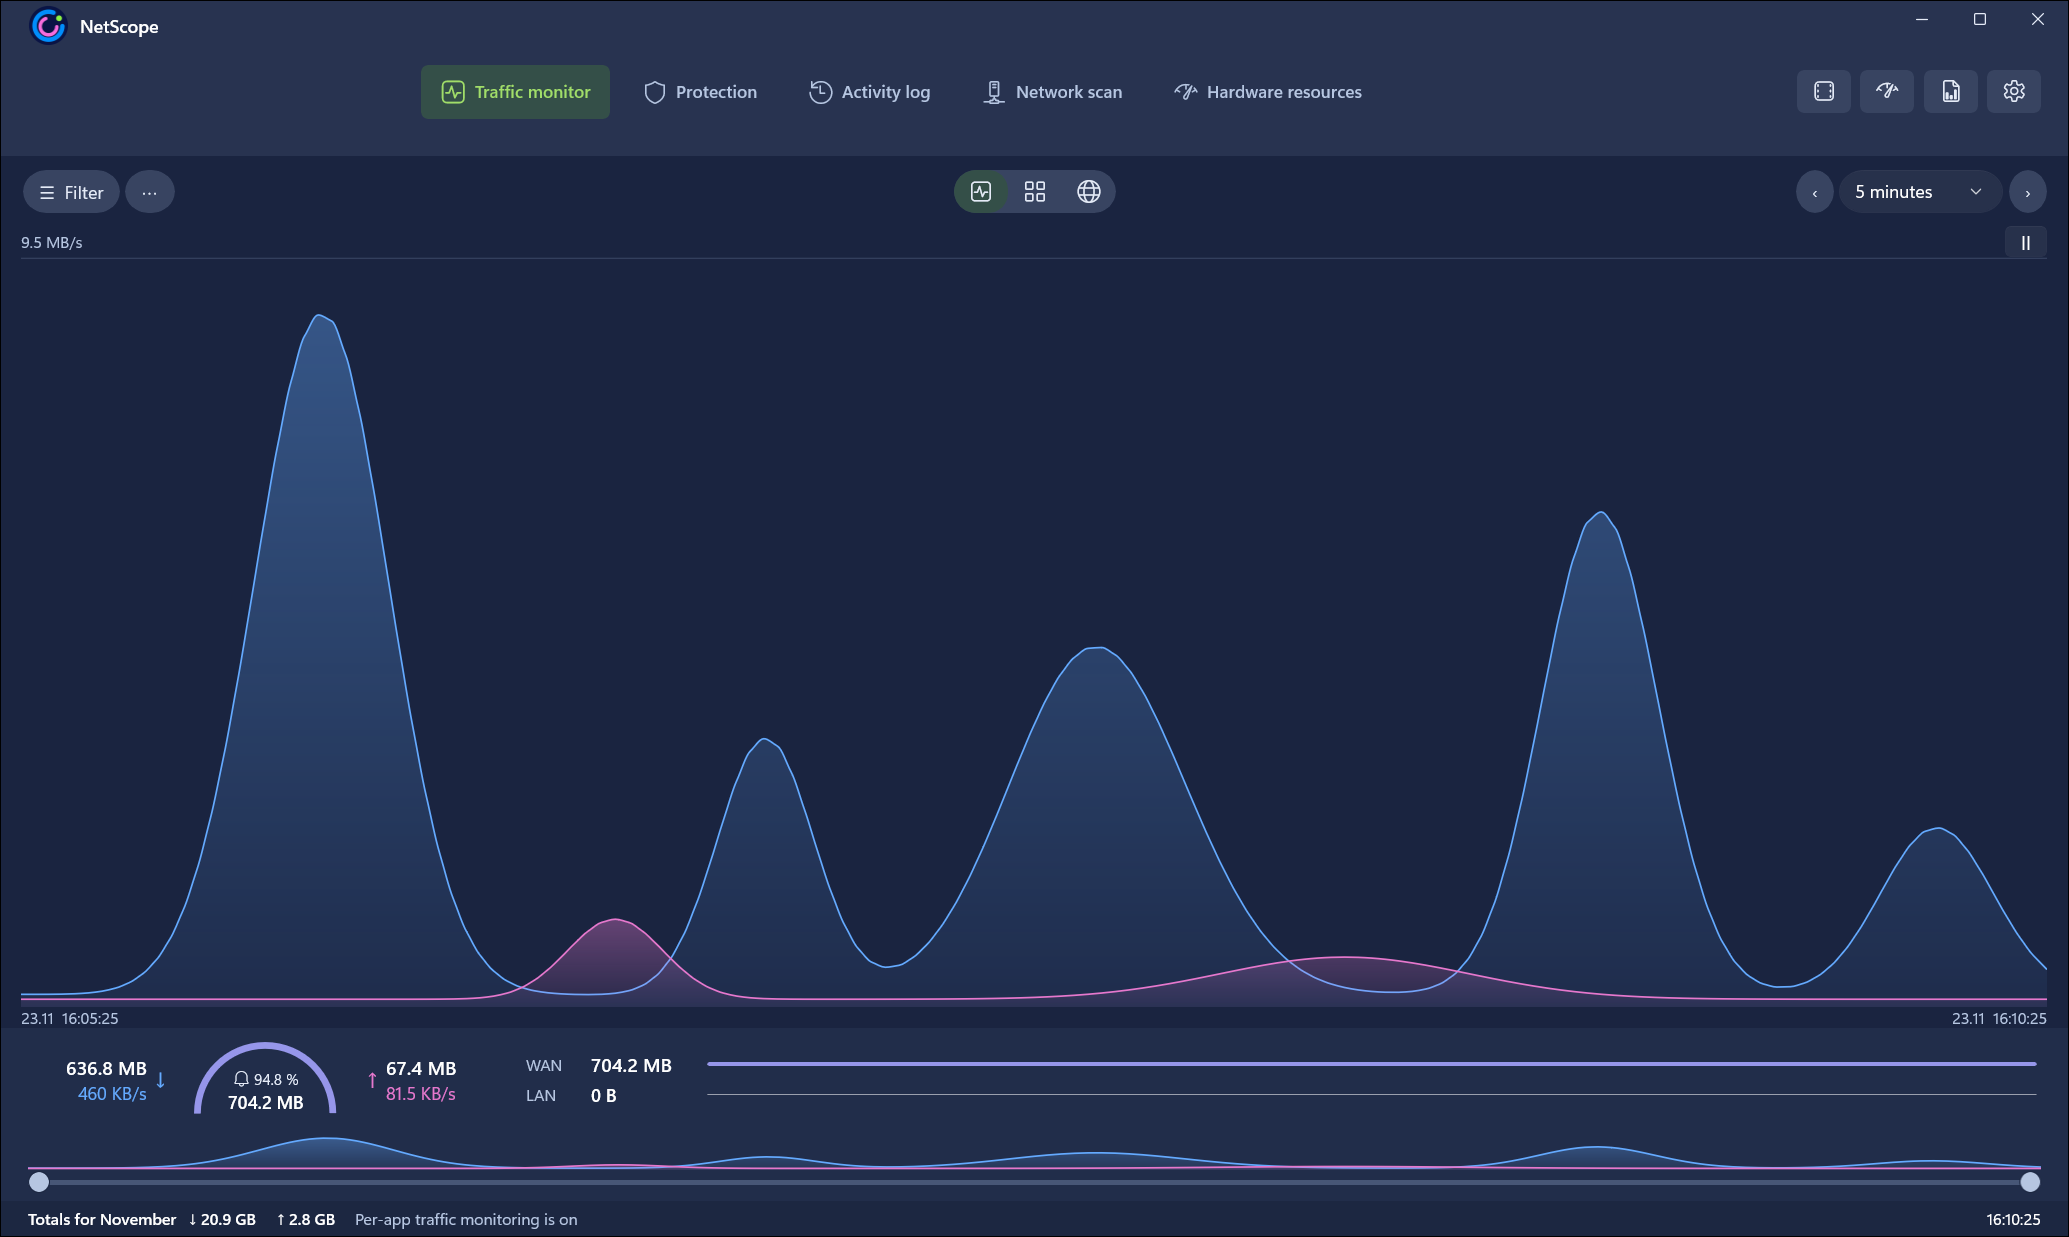 NetScope
Traffic monitor
Protection
Activity log
Network scan
Hardware resources
Filter
...
5 minutes
9.5 MB/s
23.11 16:05:25
23.11 16:10:25
636.8 MB
460 KB/s
94.8 %
704.2 MB
67.4 MB
81.5 KB/s
WAN 704.2 MB
LAN 0 B
Totals for November ↓ 20.9 GB ↑ 2.8 GB Per-app traffic monitoring is on
16:10:25